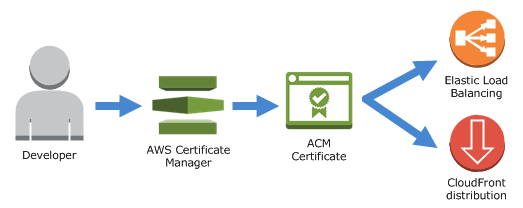 Developer
AWS Certificate
Manager
ACM
Certificate
Elastic Load
Balancing
CloudFront
distribution